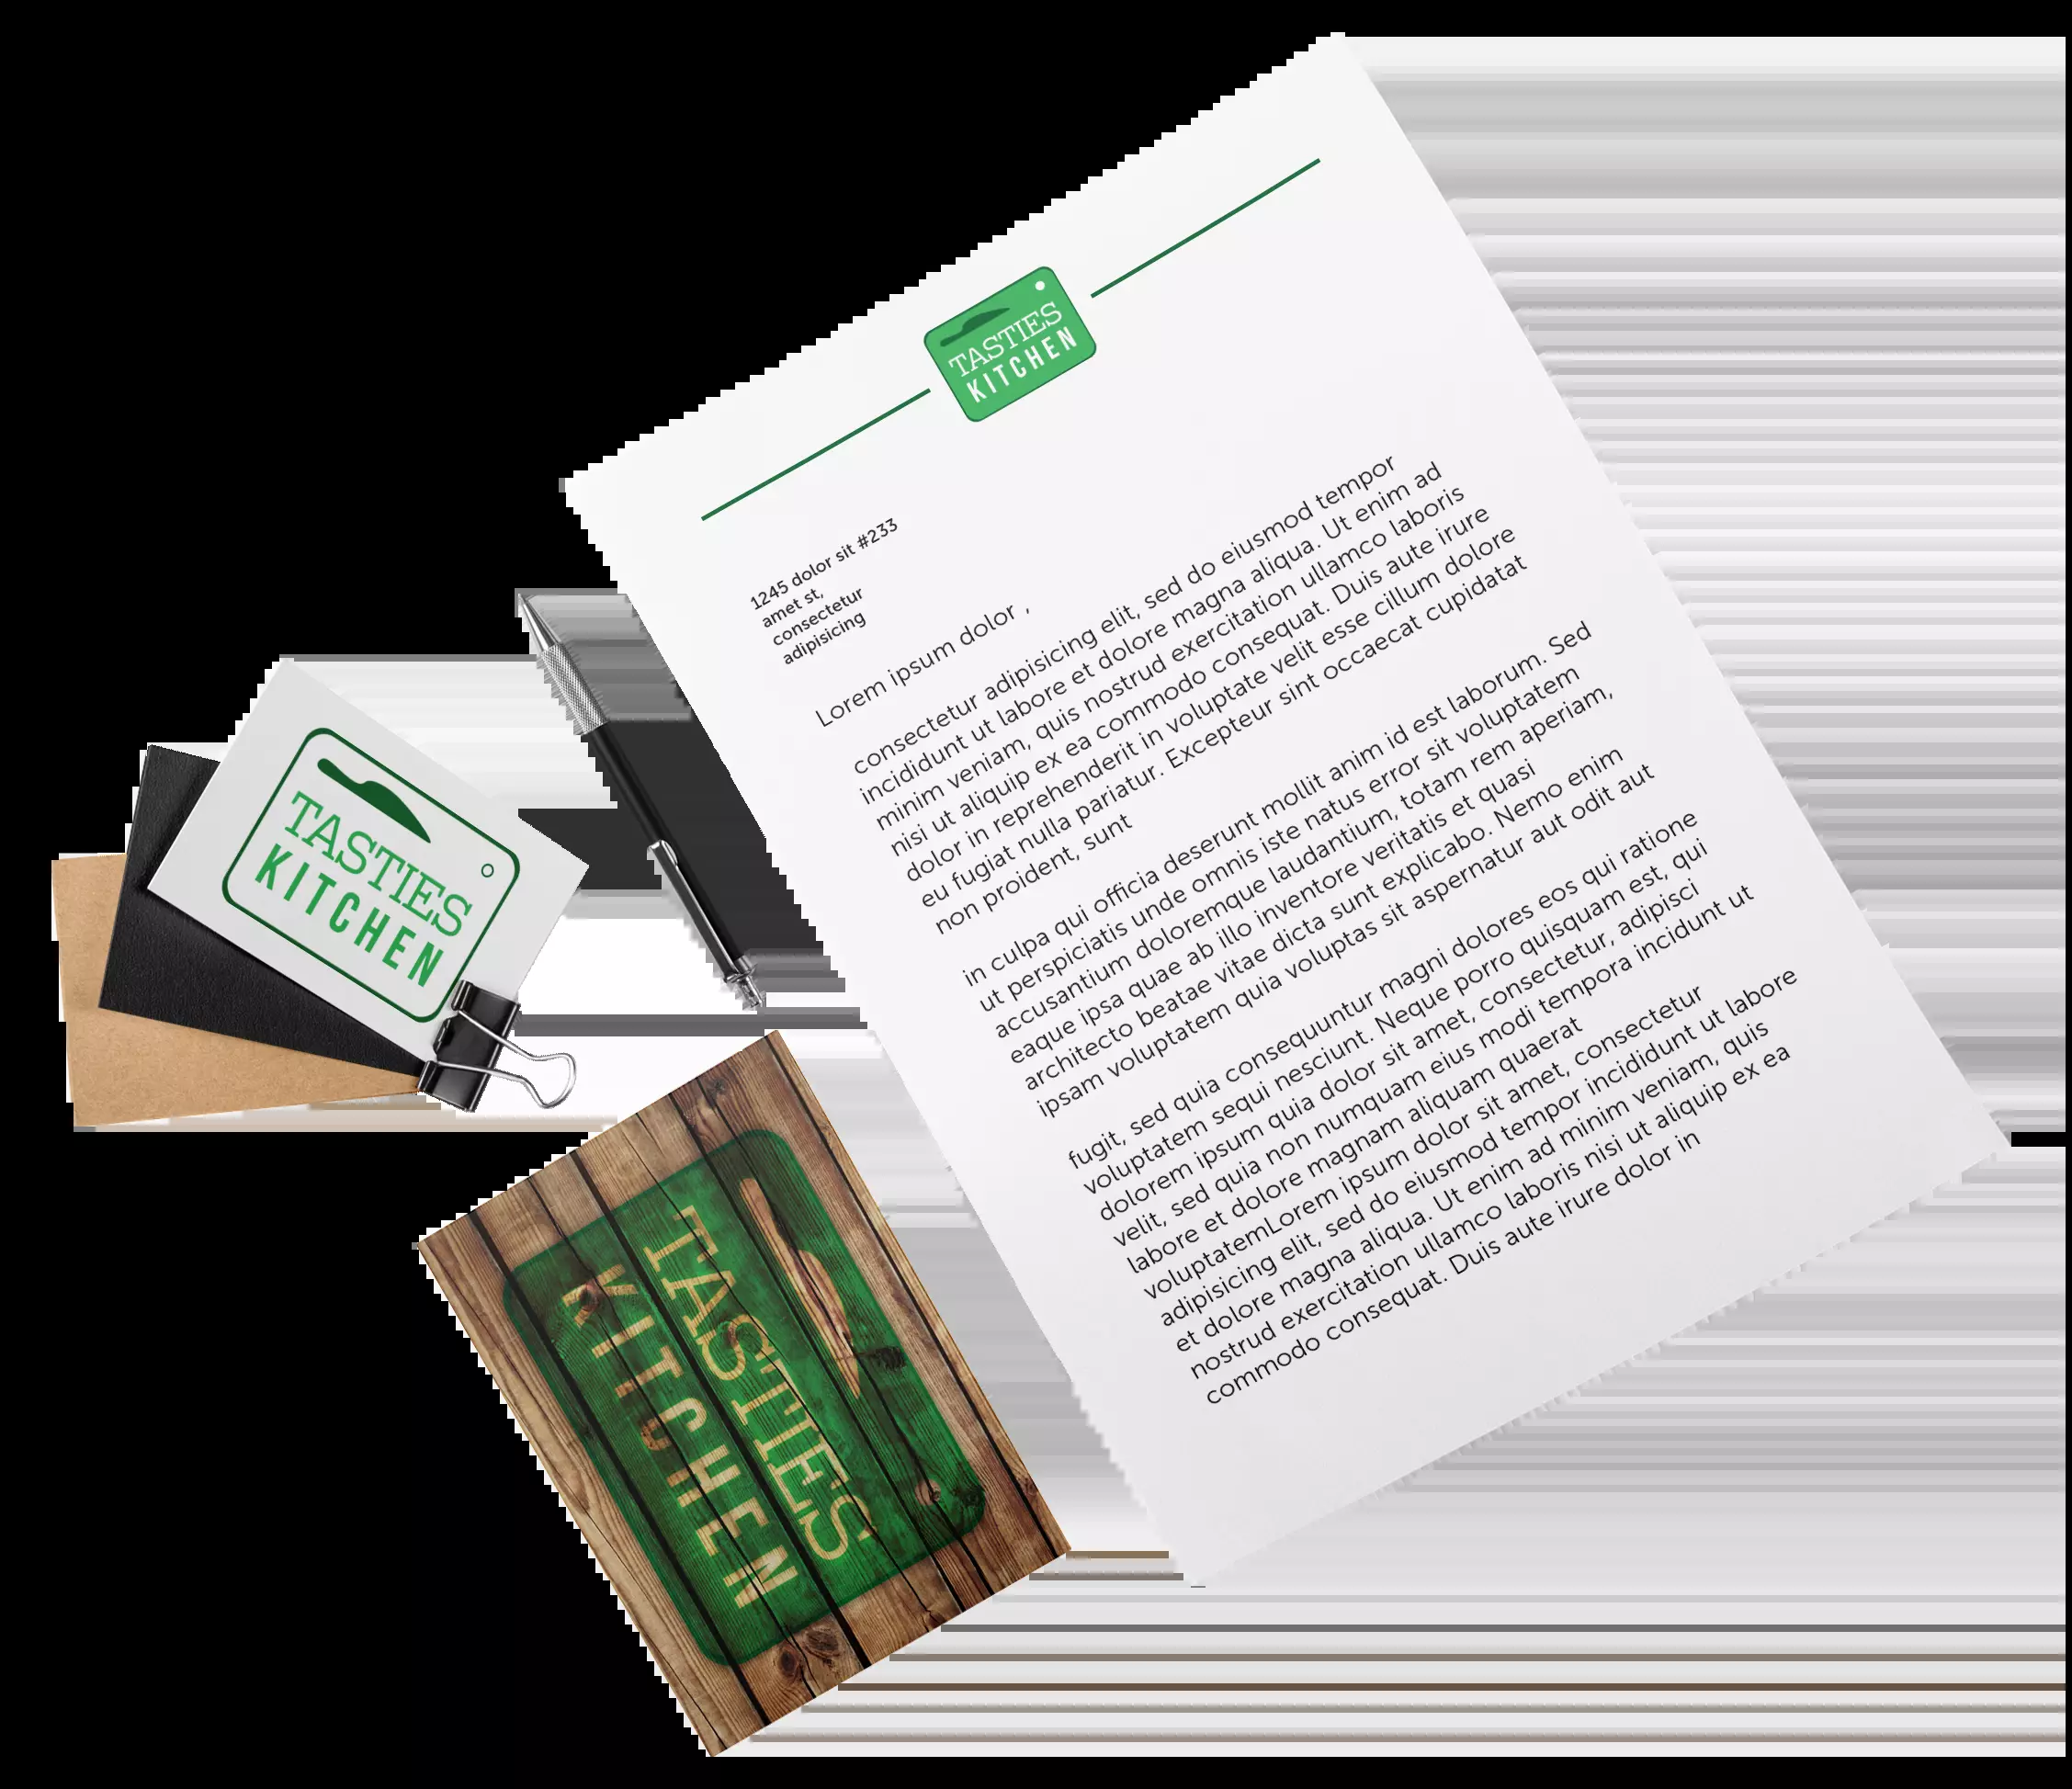 TASTIES
KITCHEN
1245 dolor sit #233
amet st,
consectetur
adipisicing
Lorem ipsum dolor ,
consectetur adipisicing elit, sed do eiusmod tempor
incididunt ut labore et dolore magna aliqua. Ut enim ad
minim veniam, quis nostrud exercitation ullamco laboris
nisi ut aliquip ex ea commodo consequat. Duis aute irure
dolor in reprehenderit in voluptate velit esse cillum dolore
eu fugiat nulla pariatur. Excepteur sint occaecat cupidatat
non proident, sunt
in culpa qui officia deserunt mollit anim id est laborum. Sed
ut perspiciatis unde omnis iste natus error sit voluptatem
accusantium doloremque laudantium, totam rem aperiam,
eaque ipsa quae ab illo inventore veritatis et quasi
architecto beatae vitae dicta sunt explicabo. Nemo enim
ipsam voluptatem quia voluptas sit aspernatur aut odit aut
fugit, sed quia consequuntur magni dolores eos qui ratione
voluptatem sequi nesciunt. Neque porro quisquam est, qui
dolorem ipsum quia dolor sit amet, consectetur, adipisci
velit, sed quia non numquam eius modi tempora incidunt ut
labore et dolore magnam aliquam quaerat
voluptatemLorem ipsum dolor sit amet, consectetur
adipisicing elit, sed do eiusmod tempor incididunt ut labore
et dolore magna aliqua. Ut enim ad minim veniam, quis
nostrud exercitation ullamco laboris nisi ut aliquip ex ea
commodo consequat. Duis aute irure dolor in
TASTIES
KITCHEN
TASTIES
KITCHEN